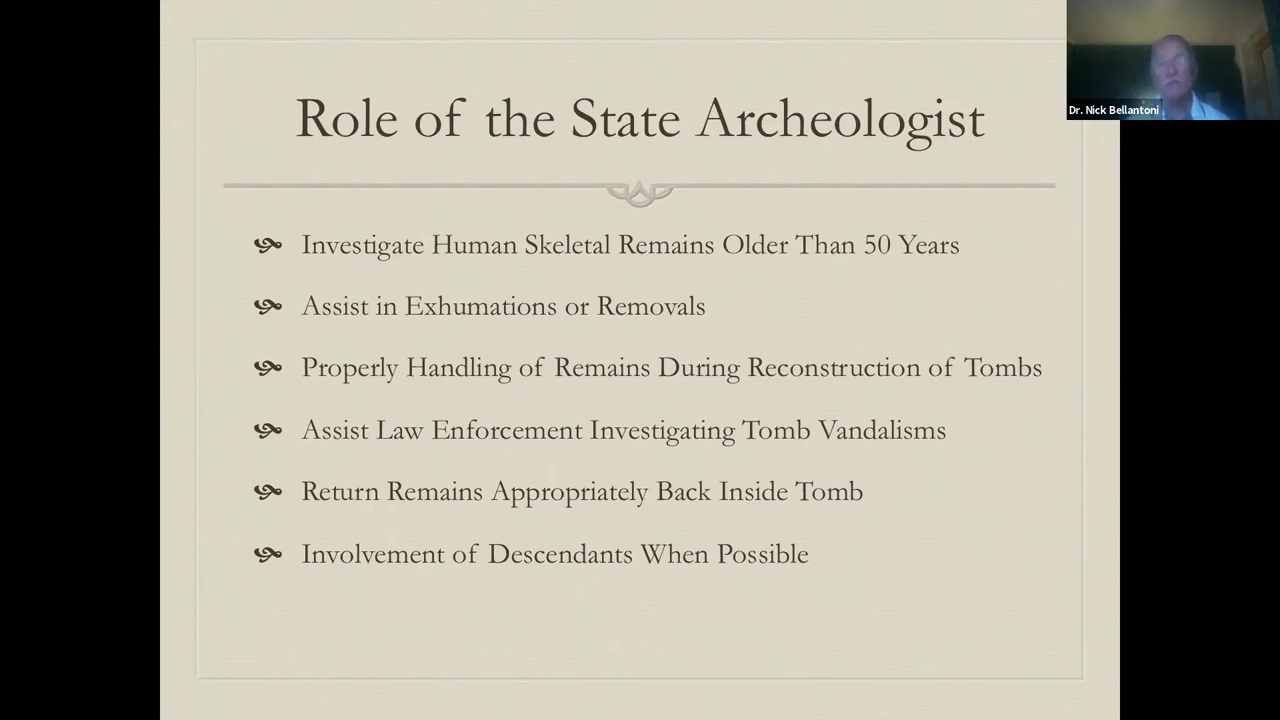 Role of the State Archeologist
Investigate Human Skeletal Remains Older Than 50 Years
Assist in Exhumations or Removals
Properly Handling of Remains During Reconstruction of Tombs
Assist Law Enforcement Investigating Tomb Vandalisms
Return Remains Appropriately Back Inside Tomb
Involvement of Descendants When Possible
Dr. Nick Bellantoni